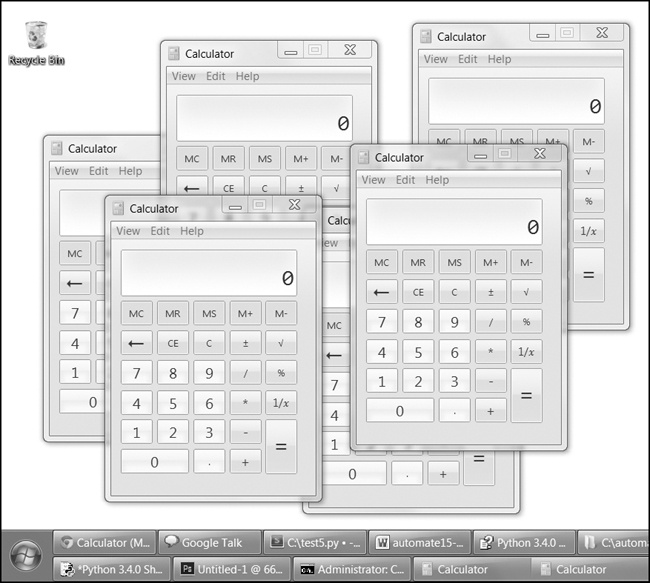 Recycle Bin
Calculator
View Edit Help
0
MC MR MS M+ M-
← CE C ± √
Calculator
View Edit Help
0
MC MR MS M+ M-
√
%
1/x
=
Calculator
View Edit Help
MC
←
7
4
1
0
Calculator
View Edit Help
0
MC MR MS M+ M-
← CE C ± √
7 8 9 / %
4 5 6 * 1/x
1 2 3 - =
0 . +
Calculator
MC
←
7
4
1
0 . + =
Calculator
View Edit Help
0
MC MR MS M+ M-
← CE C ± √
7 8 9 / %
4 5 6 * 1/x
1 2 3 - =
0 . +
Calculator (M... Google Talk C:\test5.py • -... automate15-... Python 3.4.0 ... C:\autom
*Python 3.4.0 Sh... Untitled-1 @ 66... Administrator: C... Calculator Calculator